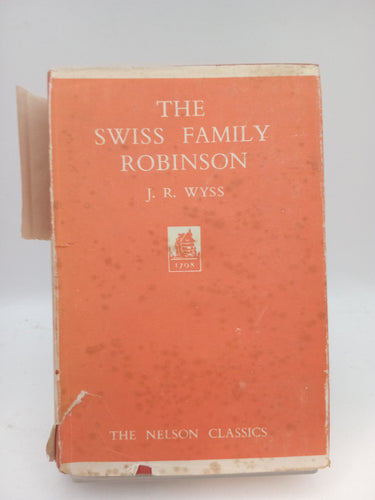 THE
SWISS FAMILY
ROBINSON
J. R. WYSS
1798
THE NELSON CLASSICS